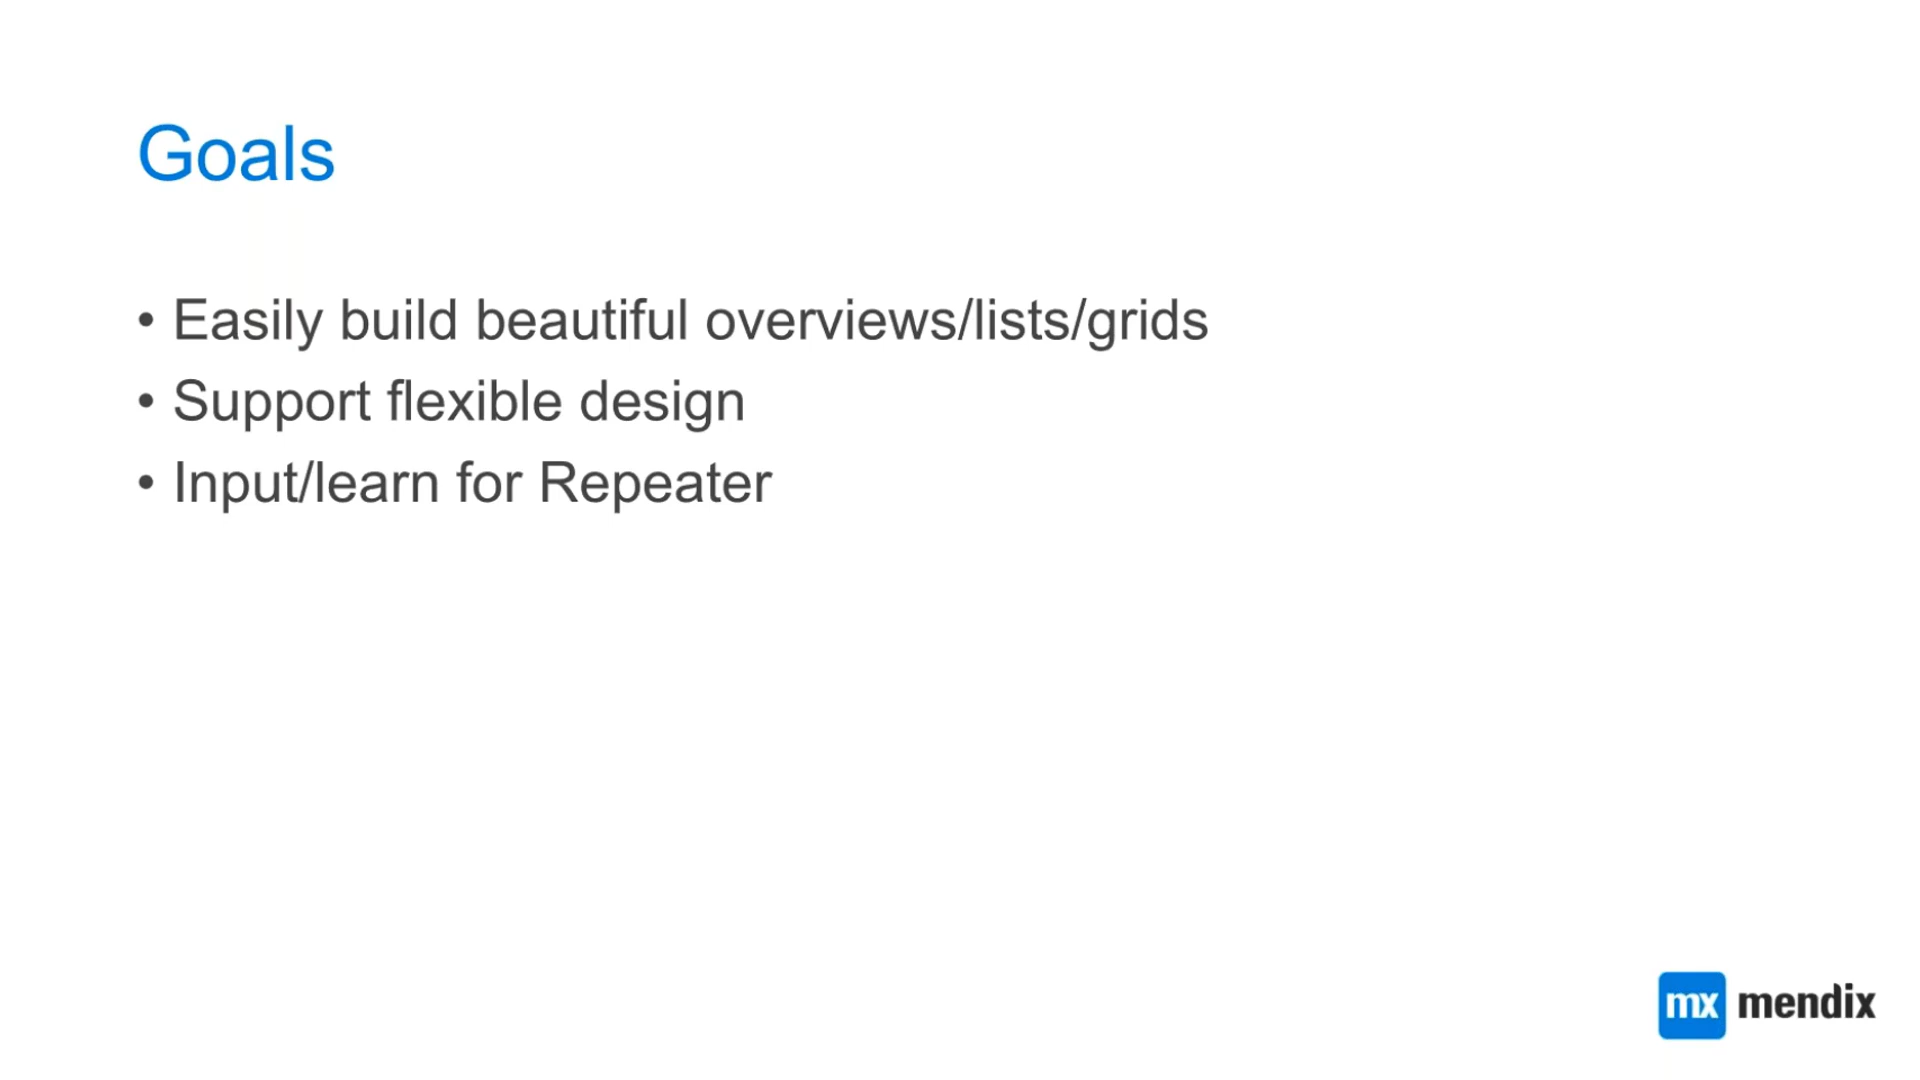 Goals
• Easily build beautiful overviews/lists/grids
• Support flexible design
• Input/learn for Repeater
mx mendix